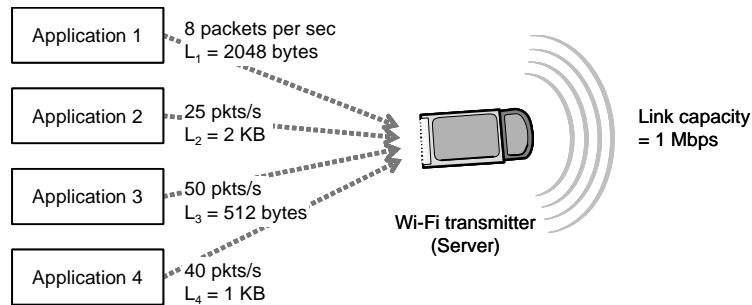 Application 1
8 packets per sec
L₁ = 2048 bytes
Application 2
25 pkts/s
L₂ = 2 KB
Application 3
50 pkts/s
L₃ = 512 bytes
Application 4
40 pkts/s
L₄ = 1 KB
Wi-Fi transmitter
(Server)
Link capacity
= 1 Mbps